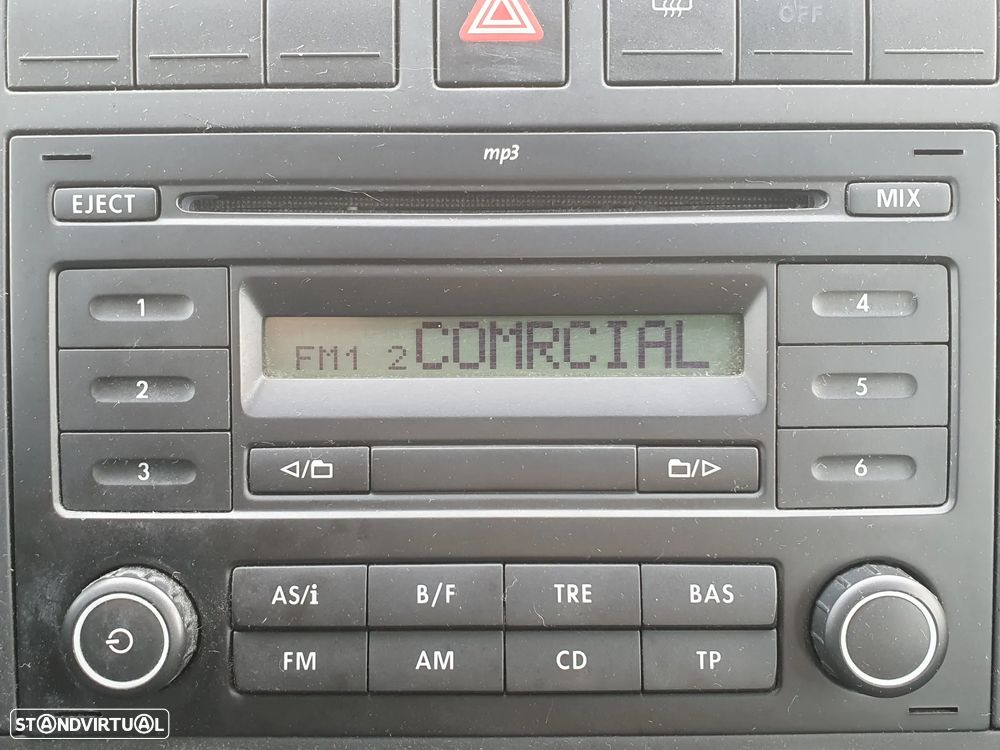 OFF
mp3
EJECT
MIX
1
4
FM1 2 COMRCIAL
2
5
3
6
AS/i
B/F
TRE
BAS
FM
AM
CD
TP
STANDVIRTUAL